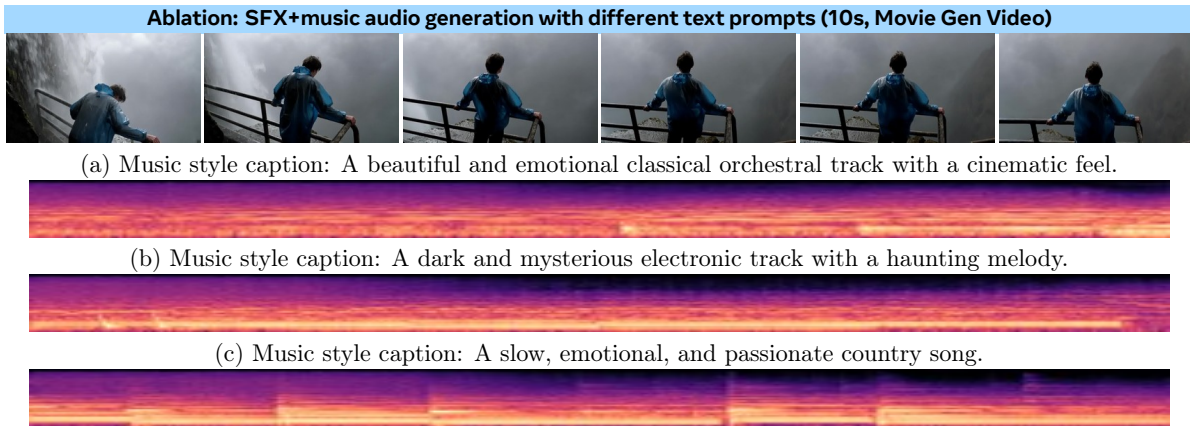 Ablation: SFX+music audio generation with different text prompts (10s, Movie Gen Video)
(a) Music style caption: A beautiful and emotional classical orchestral track with a cinematic feel.
(b) Music style caption: A dark and mysterious electronic track with a haunting melody.
(c) Music style caption: A slow, emotional, and passionate country song.